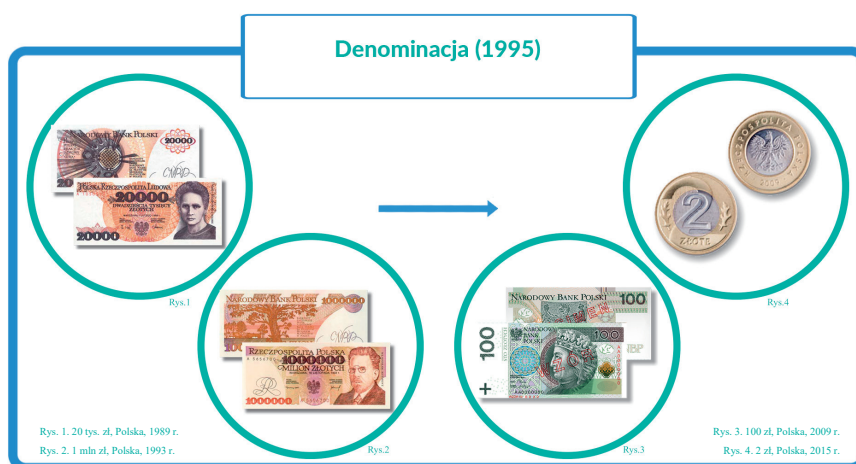 Denominacja (1995)
NARODOWY BANK POLSKI
20000
POLSKA RZECZPOSPOLITA LUDOWA
20000
DWADZIEŚCIA TYSIĘCY
ZŁOTYCH
20000
Rys.1
NARODOWY BANK POLSKI
1000000
RZECZPOSPOLITA POLSKA
1000000
MILION ZŁOTYCH
1000000
Rys.2
NARODOWY BANK POLSKI
100
100
NARODOWY
BANK
POLSKI
100
Rys.3
RZECZPOSPOLITA POLSKA
2
ZŁOTE
Rys.4
Rys. 1. 20 tys. zł, Polska, 1989 r.
Rys. 2. 1 mln zł, Polska, 1993 r.
Rys. 3. 100 zł, Polska, 2009 r.
Rys. 4. 2 zł, Polska, 2015 r.